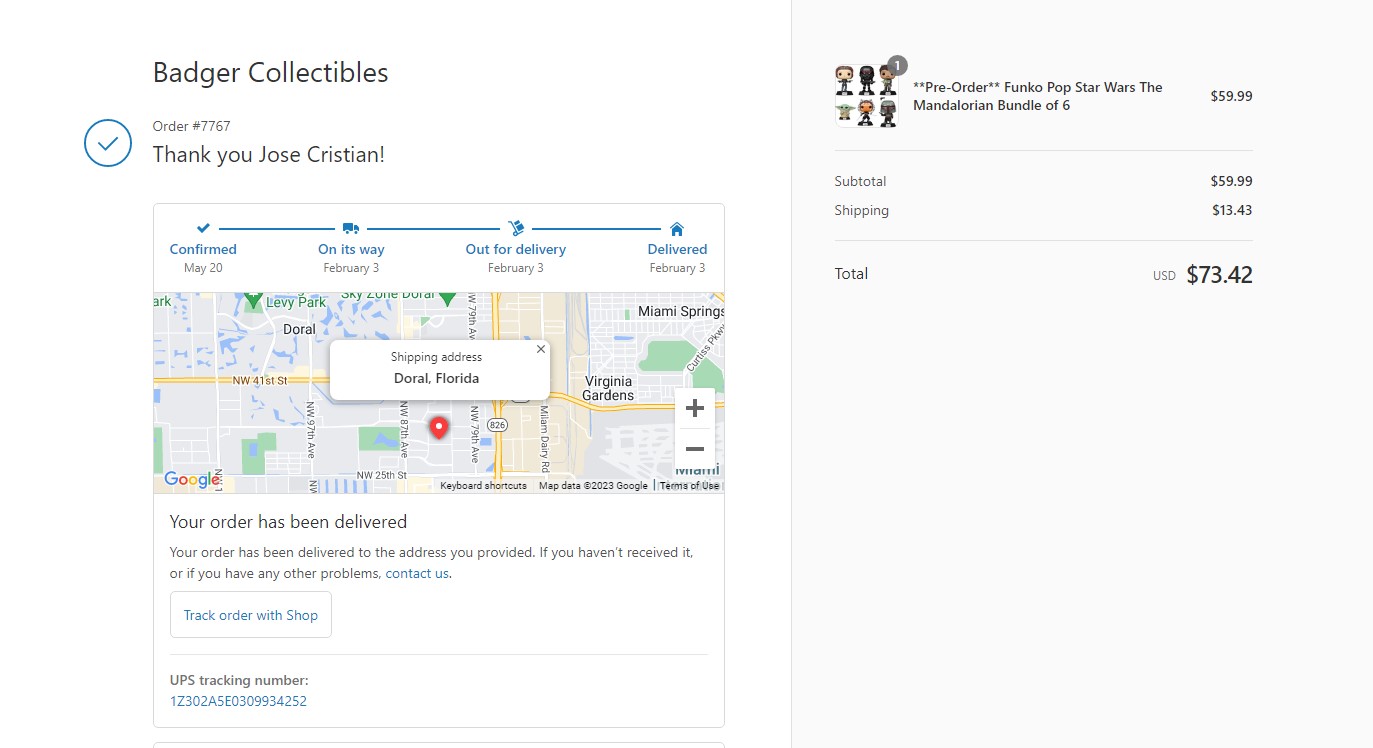 Badger Collectibles
Order #7767
Thank you Jose Cristian!
Confirmed
May 20
On its way
February 3
Out for delivery
February 3
Delivered
February 3
ark
Levy Park
Sky Zone Doral
Doral
Miami Springs
Curtiss Pkwy
NW 41st St
Shipping address
Doral, Florida
Virginia
Gardens
NW 97th Ave
NW 87th Ave
NW 79th Ave
NW 79th Av
826
Milam Dairy Rd
NW 25th St
Miami
Google
Keyboard shortcuts
Map data ©2023 Google
Terms of Use
Your order has been delivered
Your order has been delivered to the address you provided. If you haven't received it,
or if you have any other problems, contact us.
Track order with Shop
UPS tracking number:
1Z302A5E0309934252
1
**Pre-Order** Funko Pop Star Wars The
Mandalorian Bundle of 6
$59.99
Subtotal
$59.99
Shipping
$13.43
Total
USD $73.42